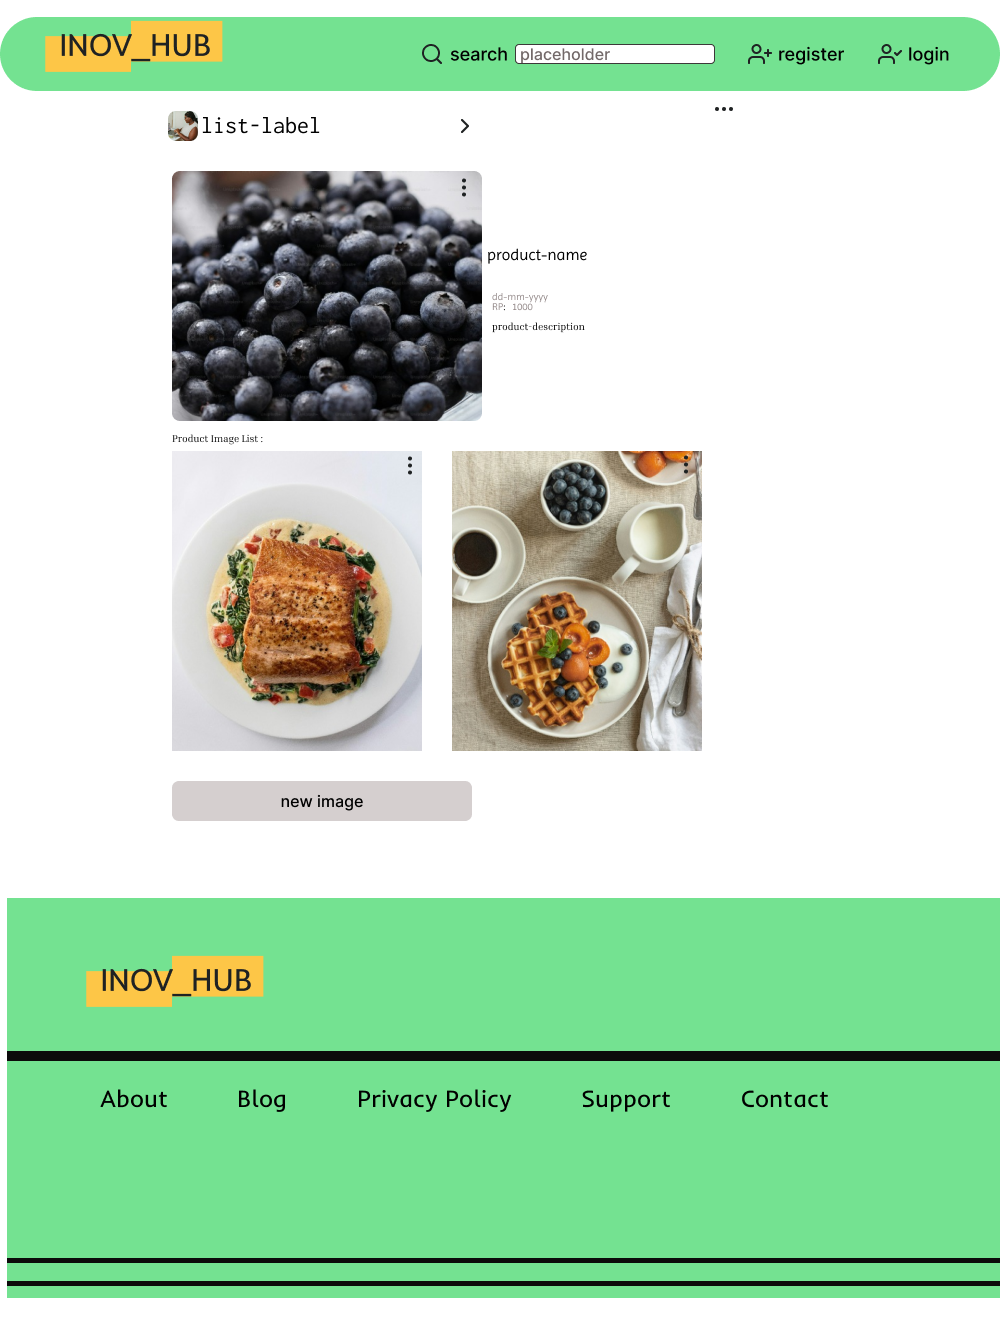 INOV_HUB
search placeholder register login
list-label
product-name
dd-mm-yyyy
RP: 1000
product-description
Product Image List :
new image
INOV_HUB
About Blog Privacy Policy Support Contact